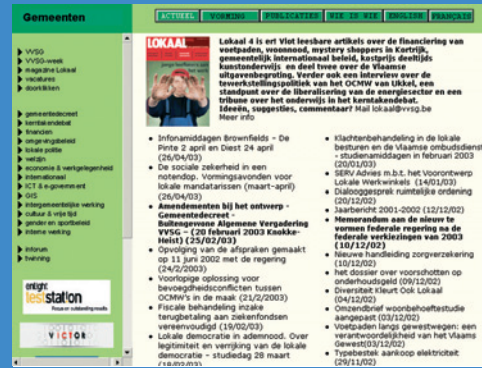 Gemeenten
ACTUEEL
VORMING
PUBLICATIES
WIE IS WIE
ENGLISH
FRANÇAIS
VVSG
VVSG-week
magazine Lokaal
vacatures
doorklikken
gemeentedecreet
kerntakendebat
financien
omgevingsbeleid
lokale politie
welzijn
economie & werkgelegenheid
internationaal
ICT & e-government
GIS
intergemeentelijke werking
cultuur & vrije tijd
gender en sportbeleid
interne werking
inforum
twinning
enlight
teststation
Focus on outstanding results
VICTOR
LOKAAL
Lokaal 4 is er! Vlot leesbare artikels over de financiering van
voetpaden, woonnood, mystery shoppers in Kortrijk,
gemeentelijk internationaal beleid, kostprijs deeltijds
kunstonderwijs en deel twee over de Vlaamse
uitgavenbegroting. Verder ook een interview over de
tewerkstellingspolitiek van het OCMW van Ukkel, een
standpunt over de liberalisering van de energiesector en een
tribune over het onderwijs in het kerntakendebat.
Ideeën, suggesties, commentaar? Mail lokaal@vvsg.be
Meer info
Infonamiddagen Brownfields - De
Pinte 2 april en Diest 24 april
(26/04/03)
De sociale zekerheid in een
notendop. Vormingsavonden voor
lokale mandatarissen (maart-april)
(26/04/03)
Amendementen bij het ontwerp -
Gemeentedecreet -
Buitengewone Algemene Vergadering
VVSG - (20 februari 2003 Knokke-
Heist) (25/02/03)
Opvolging van de afspraken gemaakt
op 11 juni 2002 met de regering
(24/2/2003)
Voorlopige oplossing voor
bevoegdheidsconflicten tussen
OCMW's in de maak (21/2/2003)
Fiscale behandeling inzake
terugbetaling aan ziekenfondsen
vereenvoudigd (19/02/03)
Lokale democratie in ademnood. Over
legitimiteit en verrijking van de lokale
democratie - studiedag 28 maart
(18/02/03)
Klachtenbehandeling in de lokale
besturen en de Vlaamse ombudsdienst
- studienamiddagen in februari 2003
(20/01/03)
SERV Advies m.b.t. het Voorontwerp
Lokale Werkwinkels (14/01/03)
Dialooggesprek ruimtelijke ordening
(20/12/02)
Jaarbericht 2001-2002 (12/12/02)
Memorandum aan de nieuw te
vormen federale regering na de
federale verkiezingen van 2003
(10/12/02)
Nieuwe handleiding zorgverzekering
(10/12/02)
het dossier over voorschotten op
onderhoudsgeld (09/12/02)
Diversiteit Kleurt Ook Lokaal
(04/12/02)
Omzendbrief woonbehoeftestudie
aangepast (03/12/02)
Voetpaden langs gewestwegen: een
verantwoordelijkheid van het Vlaams
Gewest(03/12/02)
Typebestek aankoop elektriciteit
(29/11/02)